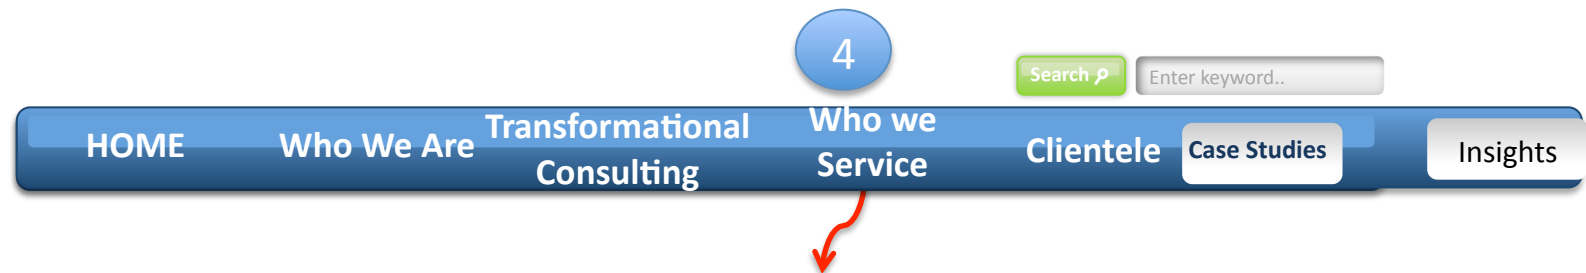 4
Search
Enter keyword..
HOME
Who We Are
Transformational
Consulting
Who we
Service
Clientele
Case Studies
Insights